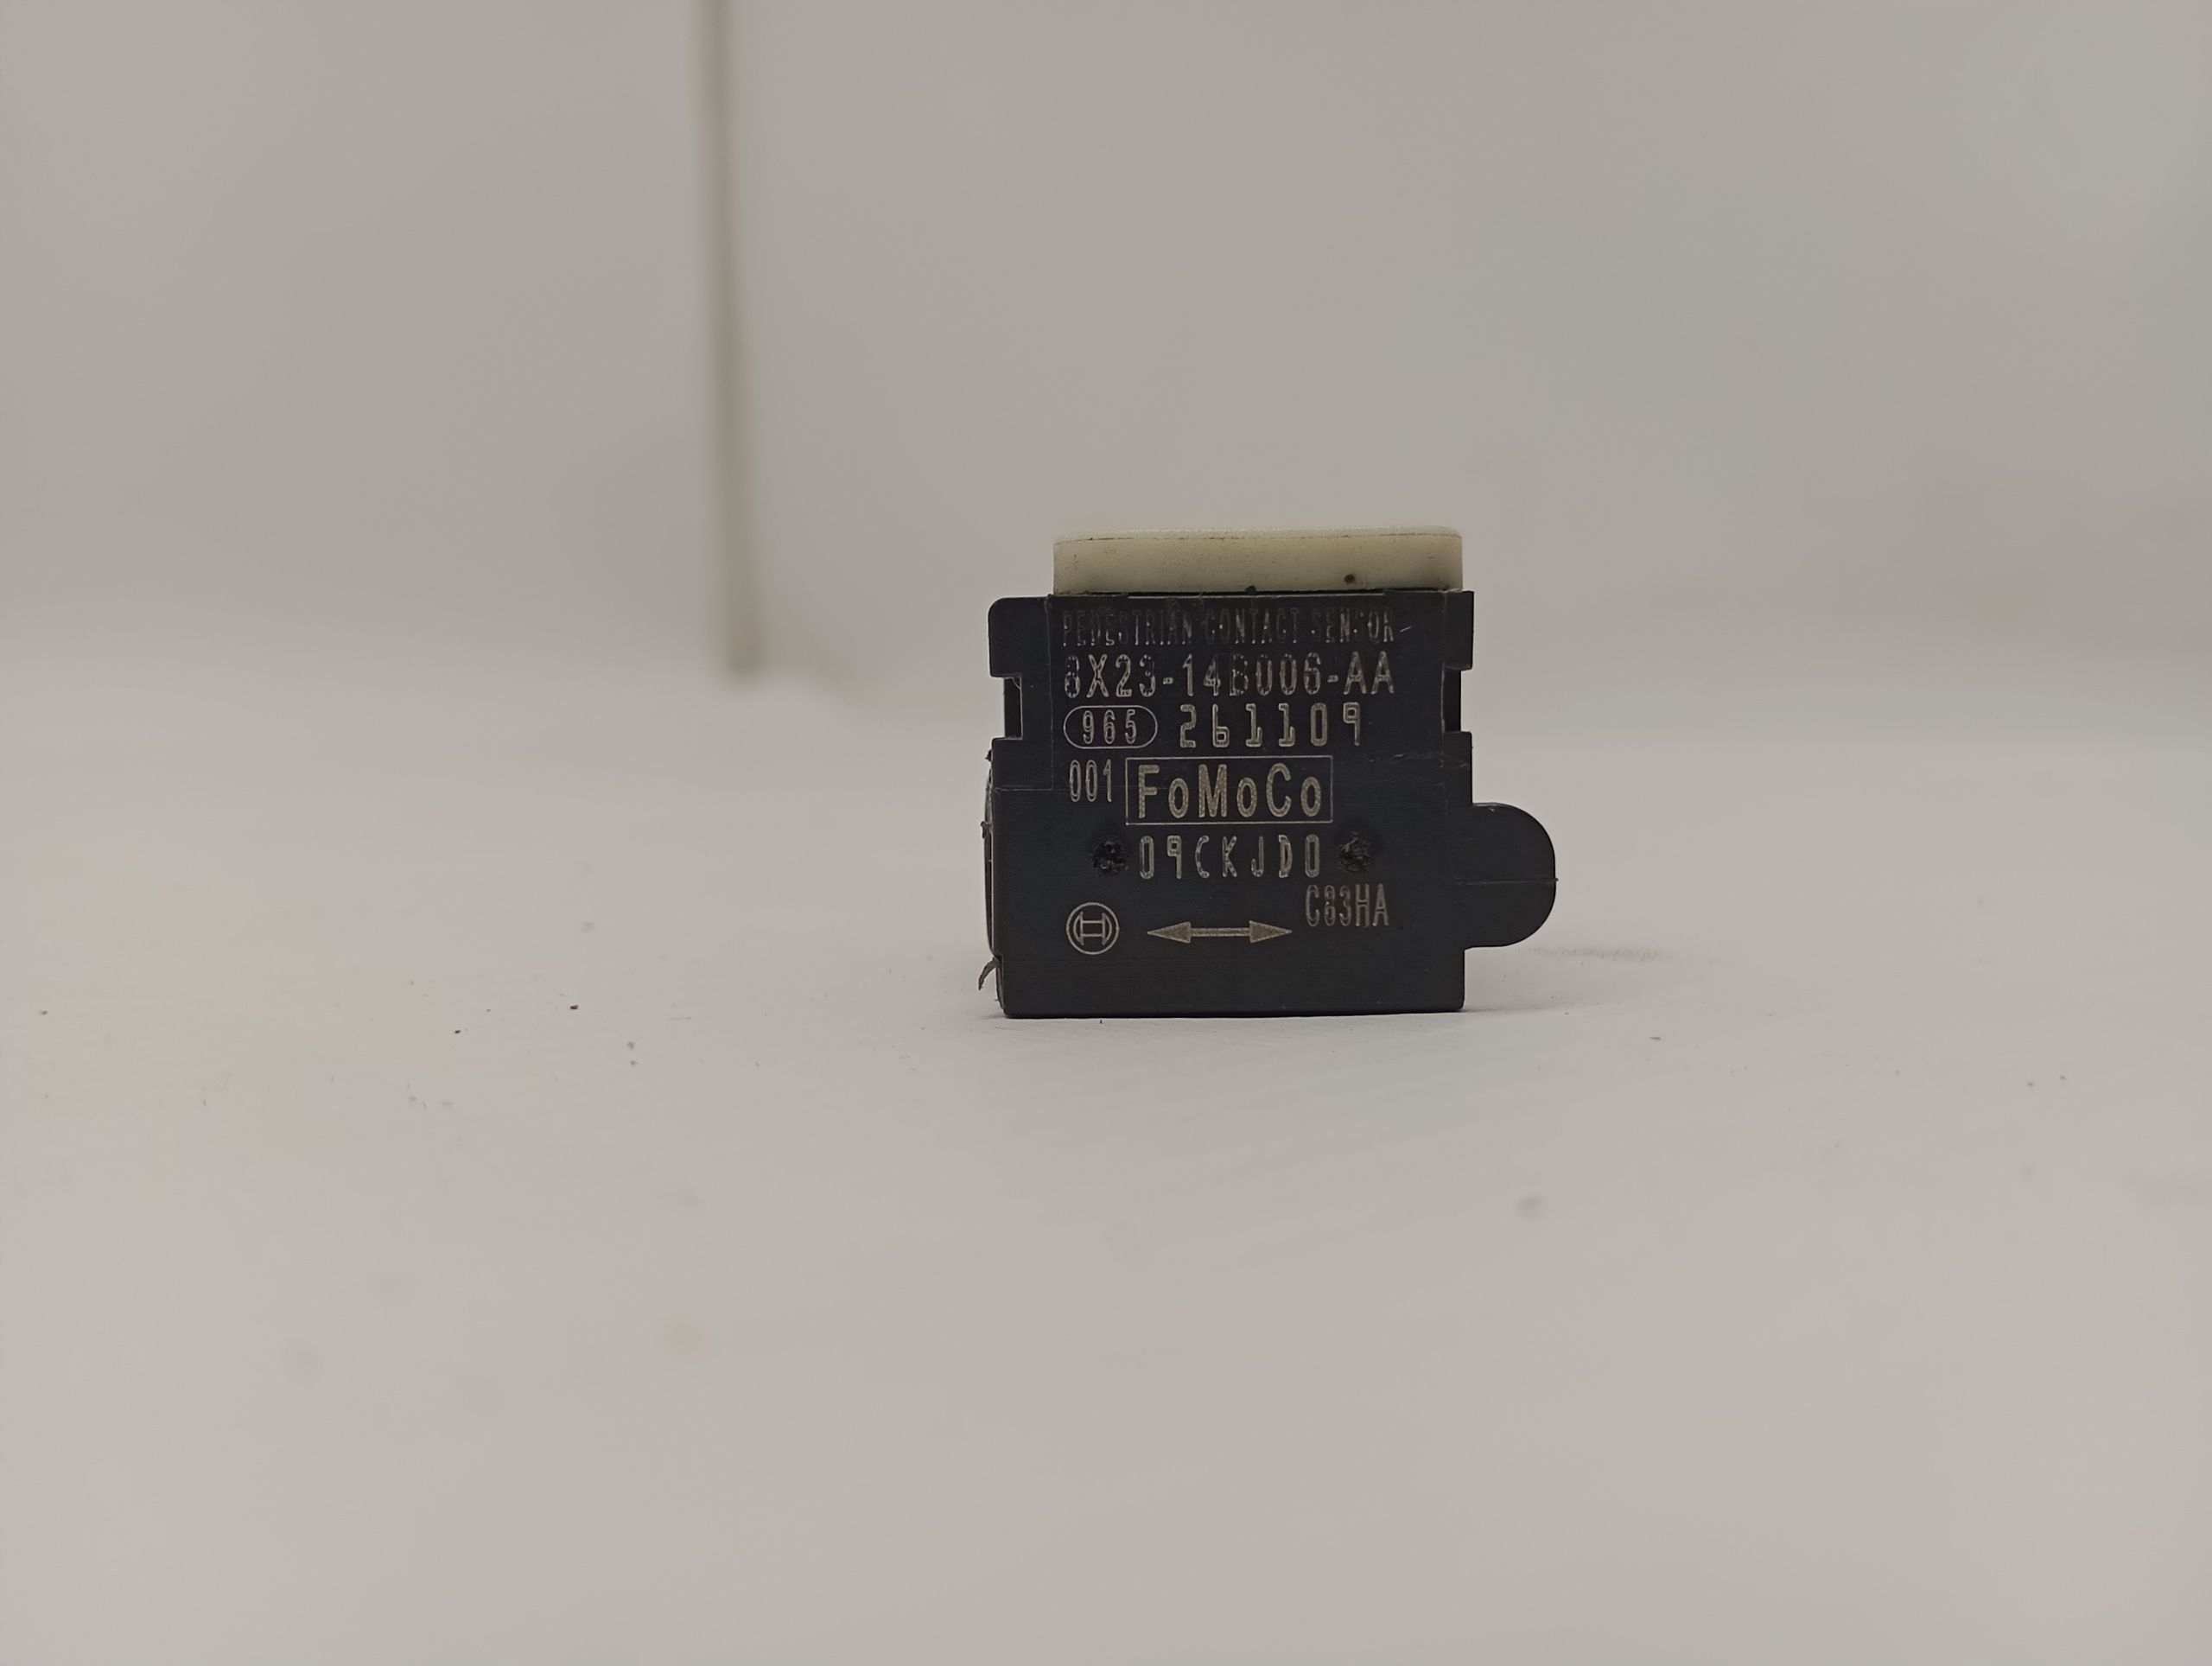 PEDESTRIAN CONTACT SENSOR
8X23-14B006-AA
965 261109
001 FoMoCo
09CKJD0
C83HA